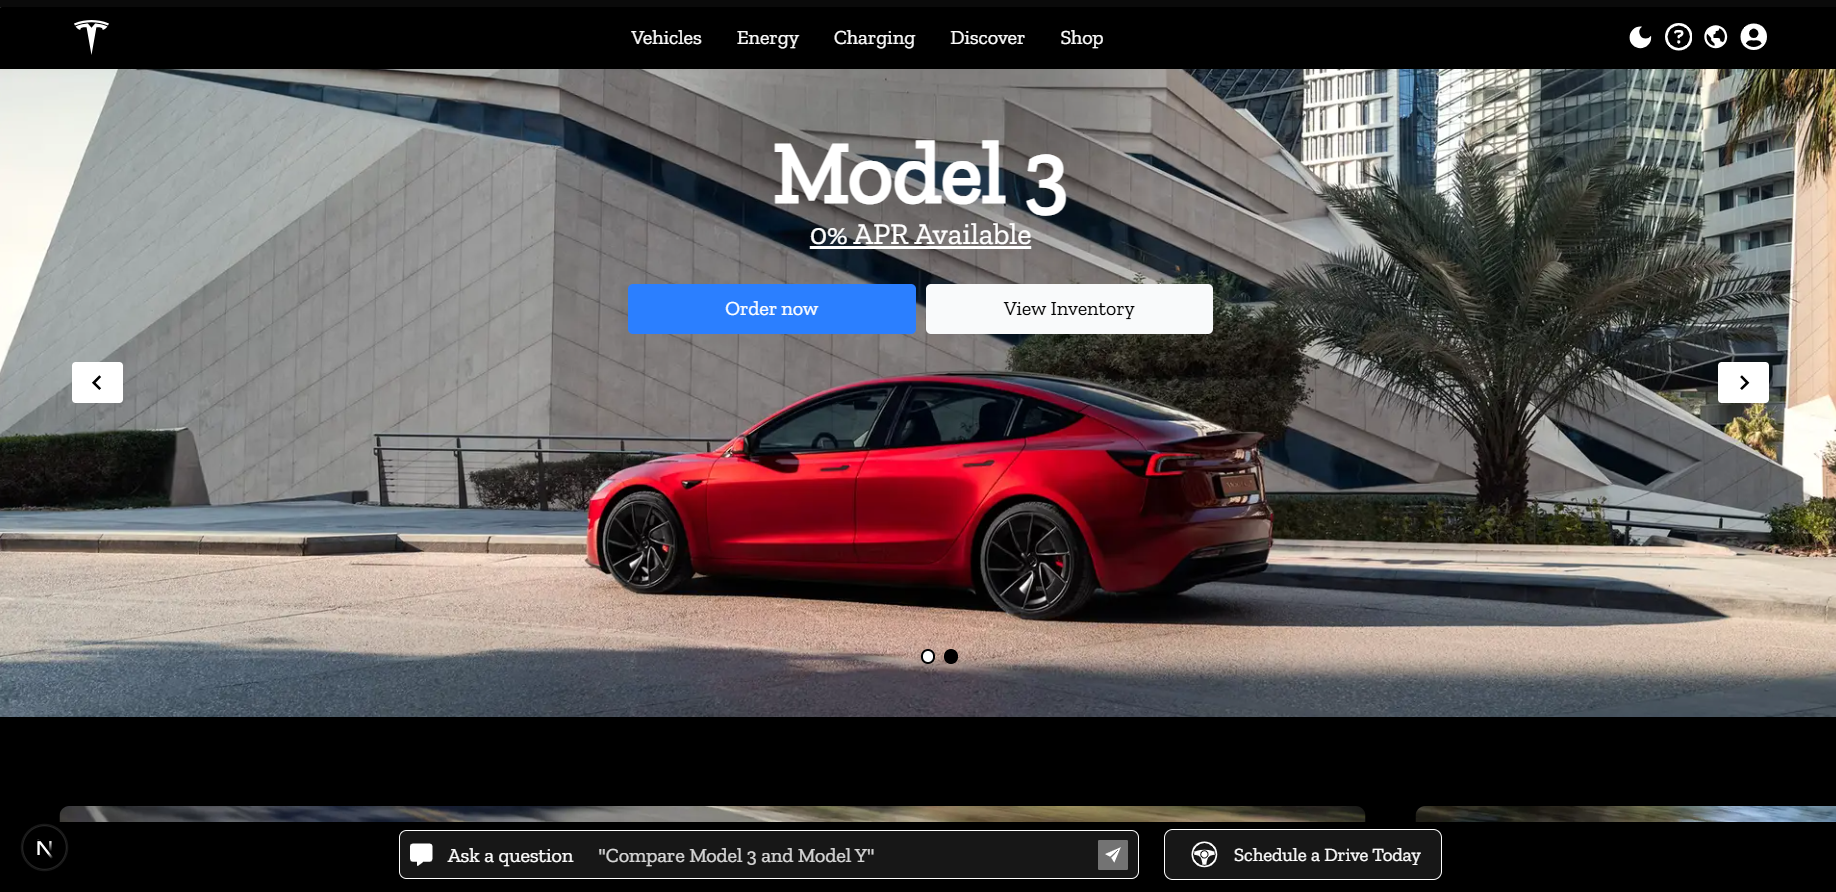 Vehicles Energy Charging Discover Shop
Model 3
0% APR Available
Order now
View Inventory
N
Ask a question "Compare Model 3 and Model Y"
Schedule a Drive Today